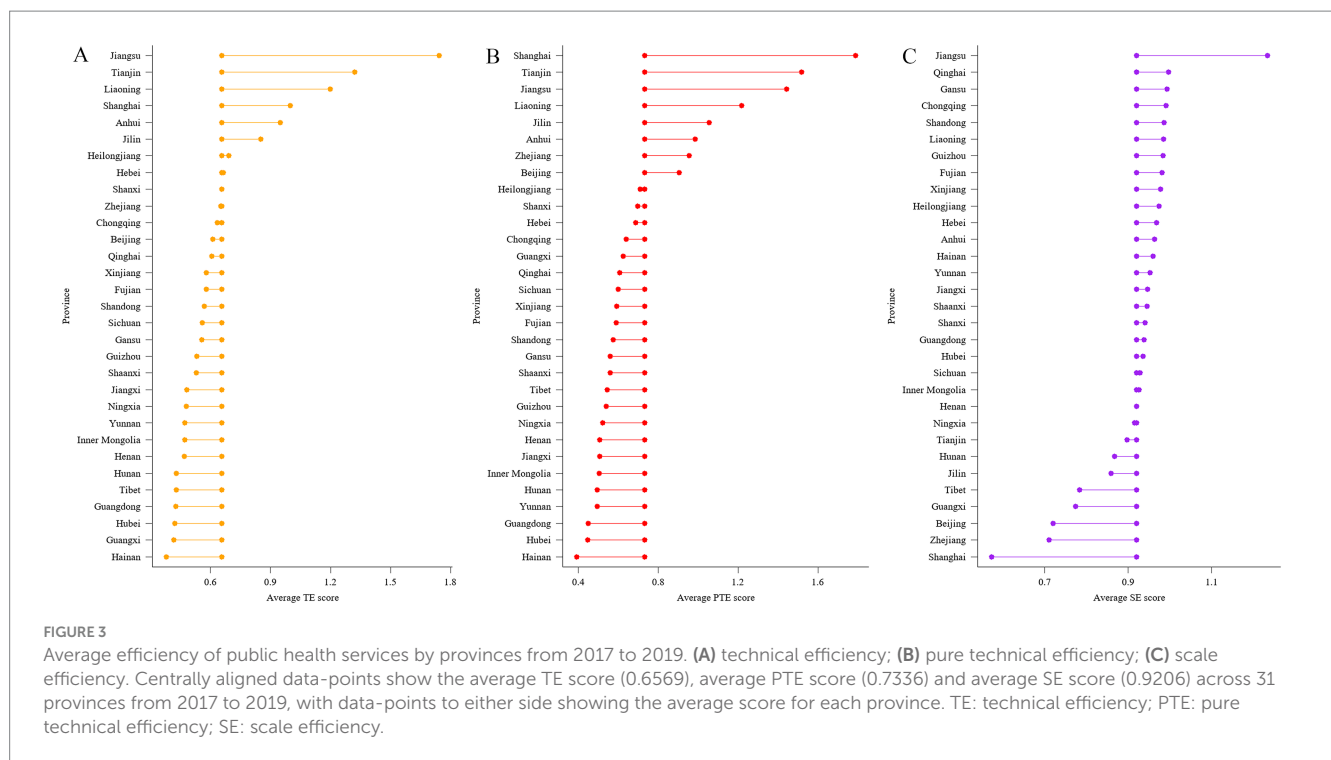 A
Jiangsu
Tianjin
Liaoning
Shanghai
Anhui
Jilin
Heilongjiang
Hebei
Shanxi
Zhejiang
Chongqing
Beijing
Qinghai
Xinjiang
Fujian
Shandong
Sichuan
Gansu
Guizhou
Shaanxi
Jiangxi
Ningxia
Yunnan
Inner Mongolia
Henan
Hunan
Tibet
Guangdong
Hubei
Guangxi
Hainan
Province
0.6 0.9 1.2 1.5 1.8
Average TE score
B
Shanghai
Tianjin
Jiangsu
Liaoning
Jilin
Anhui
Zhejiang
Beijing
Heilongjiang
Shanxi
Hebei
Chongqing
Guangxi
Qinghai
Sichuan
Xinjiang
Fujian
Shandong
Gansu
Shaanxi
Tibet
Guizhou
Ningxia
Henan
Jiangxi
Inner Mongolia
Hunan
Yunnan
Guangdong
Hubei
Hainan
Province
0.4 0.8 1.2 1.6
Average PTE score
C
Jiangsu
Qinghai
Gansu
Chongqing
Shandong
Liaoning
Guizhou
Fujian
Xinjiang
Heilongjiang
Hebei
Anhui
Hainan
Yunnan
Jiangxi
Shaanxi
Shanxi
Guangdong
Hubei
Sichuan
Inner Mongolia
Henan
Ningxia
Tianjin
Hunan
Jilin
Tibet
Guangxi
Beijing
Zhejiang
Shanghai
Province
0.7 0.9 1.1
Average SE score
FIGURE 3
Average efficiency of public health services by provinces from 2017 to 2019. (A) technical efficiency; (B) pure technical efficiency; (C) scale
efficiency. Centrally aligned data-points show the average TE score (0.6569), average PTE score (0.7336) and average SE score (0.9206) across 31
provinces from 2017 to 2019, with data-points to either side showing the average score for each province. TE: technical efficiency; PTE: pure
technical efficiency; SE: scale efficiency.